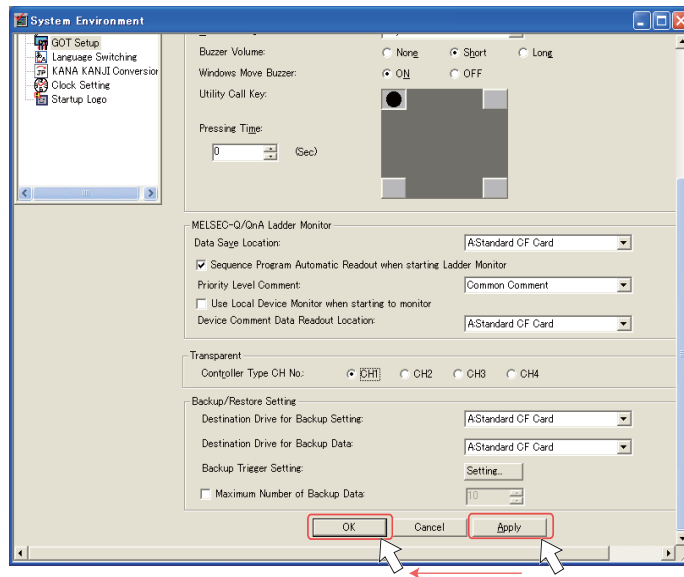 System Environment
GOT Setup
Language Switching
KANA KANJI Conversior
Clock Setting
Startup Logo
Buzzer Volume: None Short Long
Windows Move Buzzer: ON OFF
Utility Call Key:
Pressing Time:
0 (Sec)
MELSEC-Q/QnA Ladder Monitor
Data Save Location: A:Standard CF Card
Sequence Program Automatic Readout when starting Ladder Monitor
Priority Level Comment: Common Comment
Use Local Device Monitor when starting to monitor
Device Comment Data Readout Location: A:Standard CF Card
Transparent
Controller Type CH No.: CH1 CH2 CH3 CH4
Backup/Restore Setting
Destination Drive for Backup Setting: A:Standard CF Card
Destination Drive for Backup Data: A:Standard CF Card
Backup Trigger Setting: Setting...
Maximum Number of Backup Data: 10
OK Cancel Apply